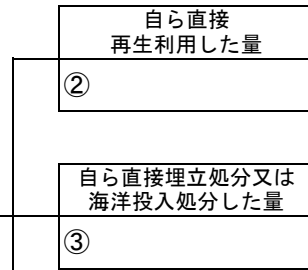 自ら直接
再生利用した量
②
自ら直接埋立処分又は
海洋投入処分した量
③